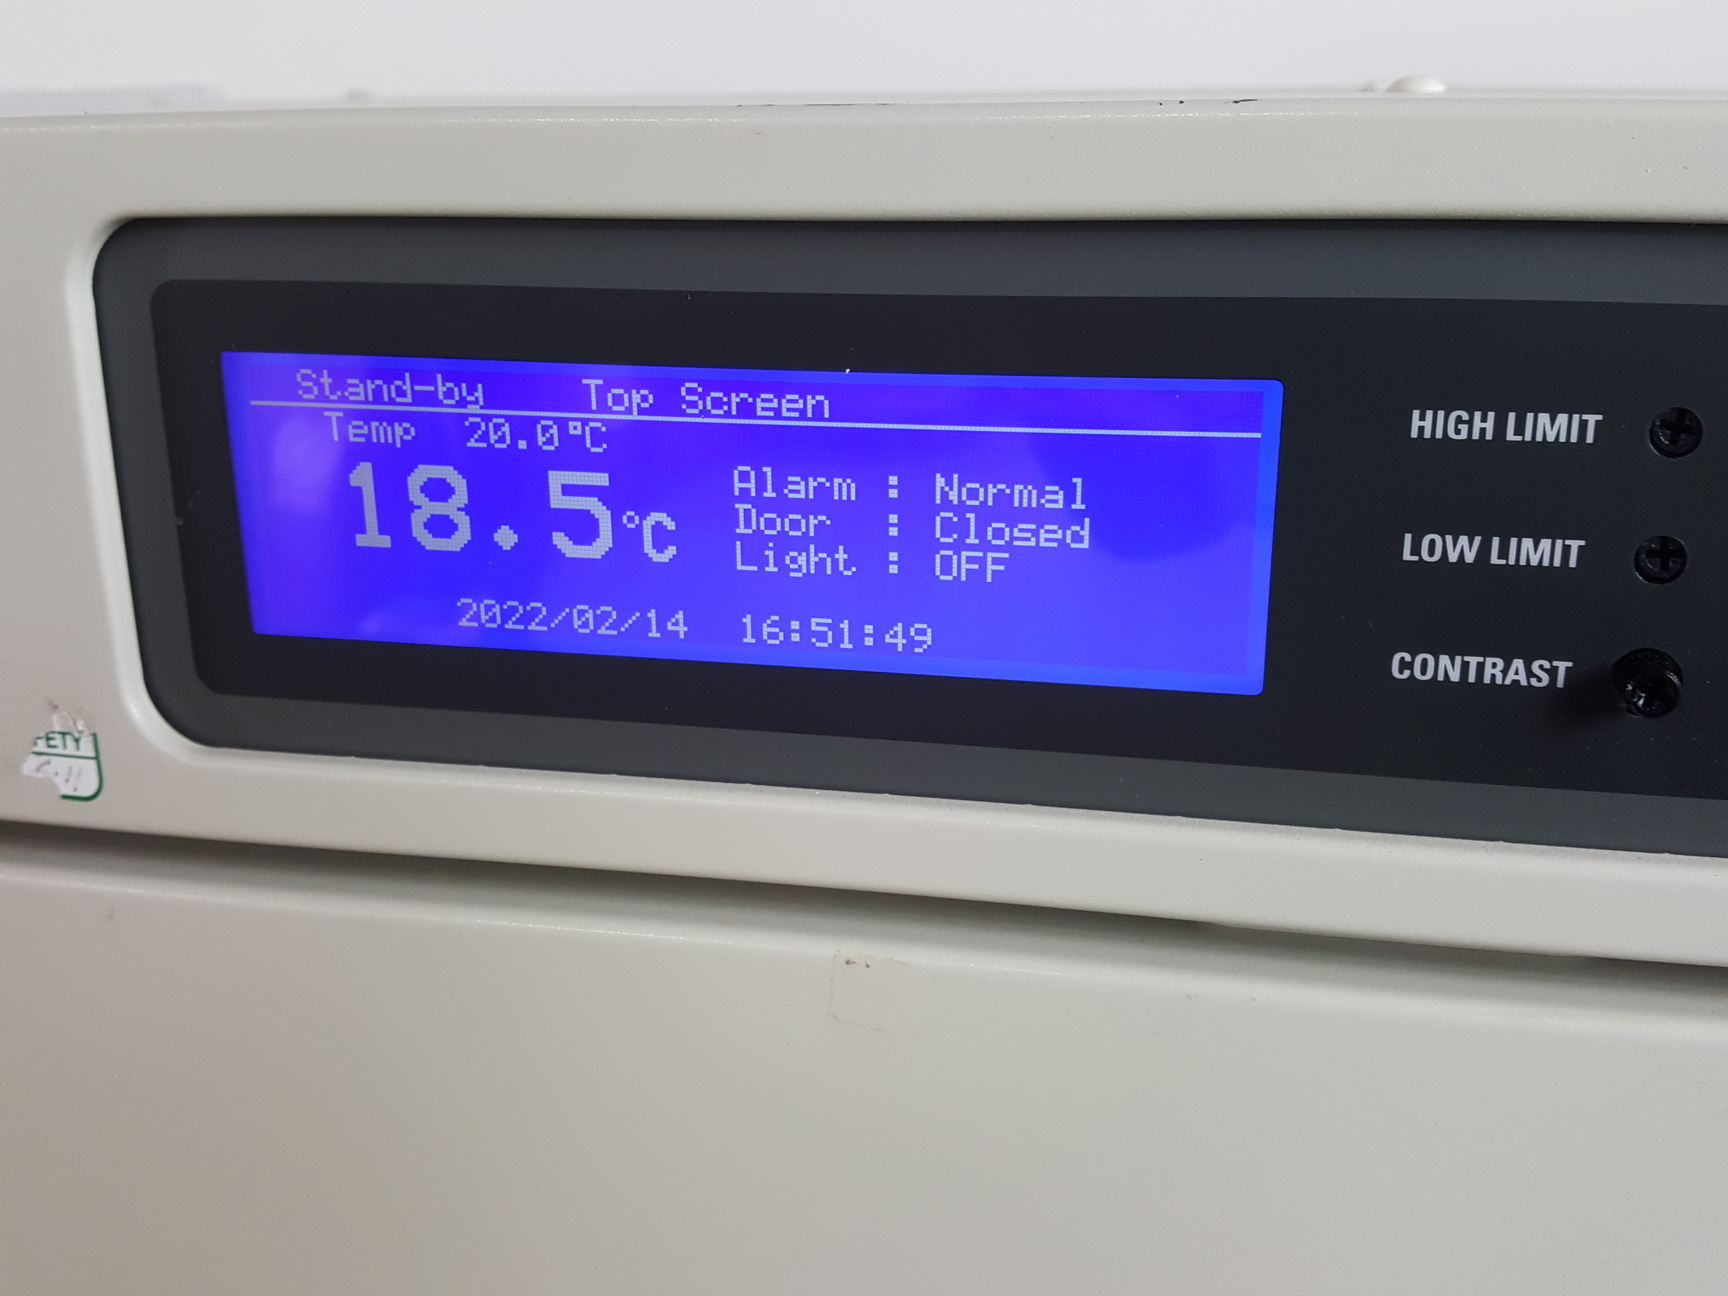 Stand-by Top Screen
Temp 20.0°C
18.5°C
Alarm : Normal
Door : Closed
Light : OFF
2022/02/14 16:51:49
HIGH LIMIT
LOW LIMIT
CONTRAST
FETY